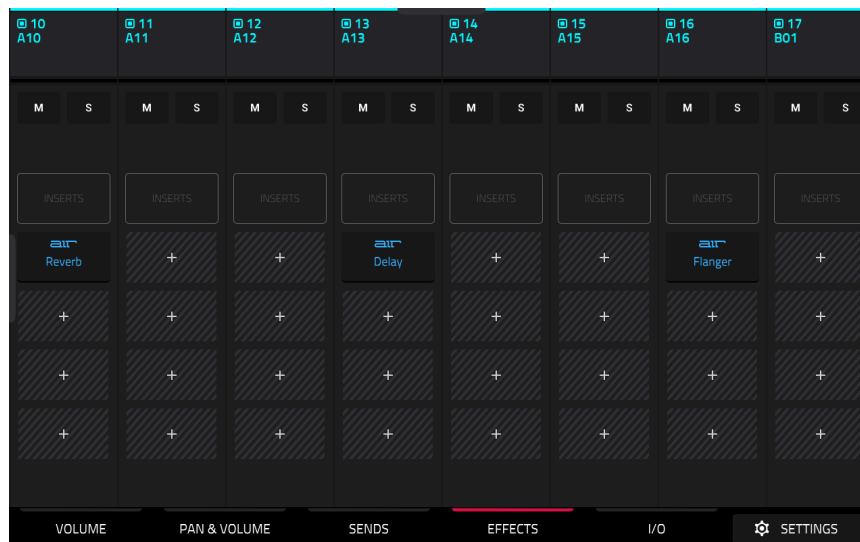 10 11 12 13 14 15 16 17
A10 A11 A12 A13 A14 A15 A16 B01
M S M S M S M S M S M S M S M S
INSERTS INSERTS INSERTS INSERTS INSERTS INSERTS INSERTS INSERTS
air air air
Reverb + + Delay + + Flanger +
+ + + + + + + +
+ + + + + + + +
+ + + + + + + +
VOLUME PAN & VOLUME SENDS EFFECTS I/O SETTINGS